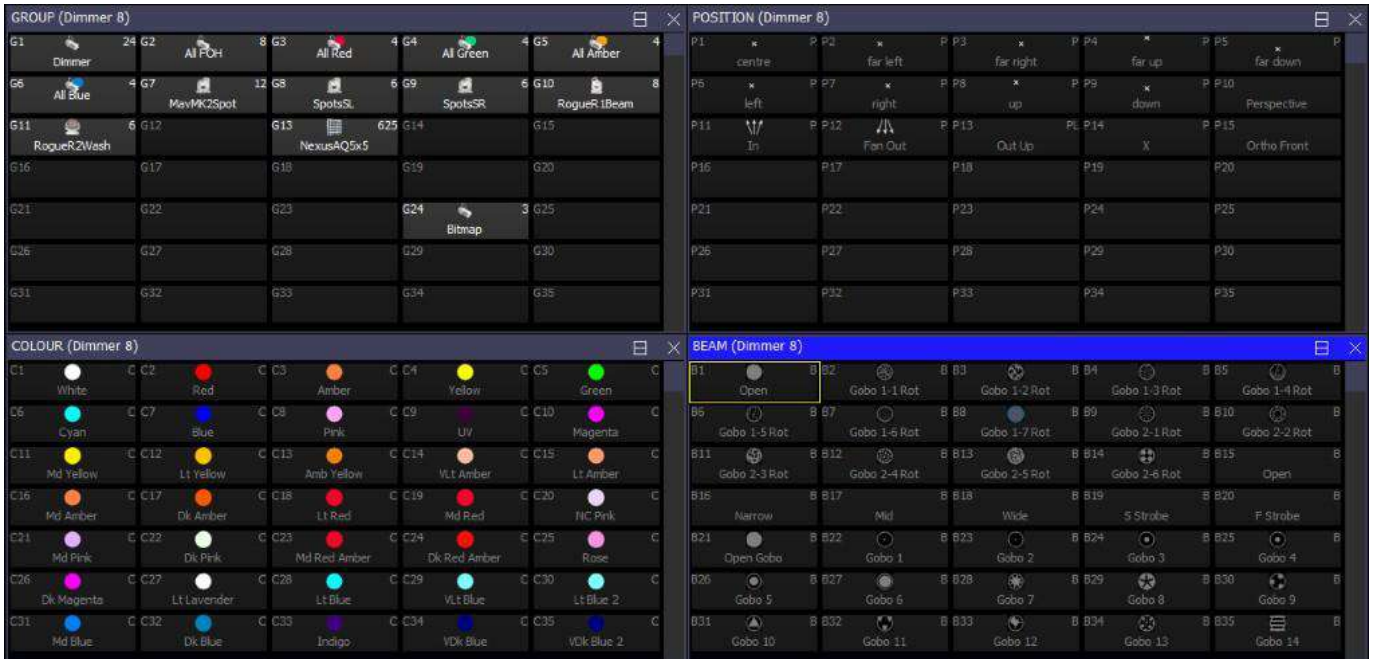 GROUP (Dimmer 8)
G1 24 G2 8 G3 4 G4 4 G5 4
Dimmer All FOH All Red All Green All Amber
G6 4 G7 12 G8 6 G9 6 G10 8
All Blue MavMK2Spot SpotsSL SpotsSR RogueR1Beam
G11 6 G12 G13 625 G14 G15
RogueR2Wash NexusAQ5x5
G16 G17 G18 G19 G20
G21 G22 G23 G24 3 G25
Bitmap
G26 G27 G28 G29 G30
G31 G32 G33 G34 G35
POSITION (Dimmer 8)
P1 P P2 P P3 P P4 P P5 P
centre far left far right far up far down
P6 P P7 P P8 P P9 P P10
left right up down Perspective
P11 P P12 P P13 PL P14 P P15
In Fan Out Out Up X Ortho Front
P16 P17 P18 P19 P20
P21 P22 P23 P24 P25
P26 P27 P28 P29 P30
P31 P32 P33 P34 P35
COLOUR (Dimmer 8)
C1 C C2 C C3 C C4 C C5 C
White Red Amber Yellow Green
C6 C C7 C C8 C C9 C C10 C
Cyan Blue Pink UV Magenta
C11 C C12 C C13 C C14 C C15 C
Md Yellow Lt Yellow Amb Yellow VLt Amber Lt Amber
C16 C C17 C C18 C C19 C C20 C
Md Amber Dk Amber Lt Red Md Red NC Pink
C21 C C22 C C23 C C24 C C25 C
Md Pink Dk Pink Md Red Amber Dk Red Amber Rose
C26 C C27 C C28 C C29 C C30 C
Dk Magenta Lt Lavender Lt Blue VLt Blue Lt Blue 2
C31 C C32 C C33 C C34 C C35 C
Md Blue Dk Blue Indigo VDk Blue VDk Blue 2
BEAM (Dimmer 8)
B1 B B2 B B3 B B4 B B5 B
Open Gobo 1-1 Rot Gobo 1-2 Rot Gobo 1-3 Rot Gobo 1-4 Rot
B6 B B7 B B8 B B9 B B10 B
Gobo 1-5 Rot Gobo 1-6 Rot Gobo 1-7 Rot Gobo 2-1 Rot Gobo 2-2 Rot
B11 B B12 B B13 B B14 B B15 B
Gobo 2-3 Rot Gobo 2-4 Rot Gobo 2-5 Rot Gobo 2-6 Rot Open
B16 B B17 B B18 B B19 B B20 B
Narrow Mid Wide S Strobe F Strobe
B21 B B22 B B23 B B24 B B25 B
Open Gobo Gobo 1 Gobo 2 Gobo 3 Gobo 4
B26 B B27 B B28 B B29 B B30 B
Gobo 5 Gobo 6 Gobo 7 Gobo 8 Gobo 9
B31 B B32 B B33 B B34 B B35 B
Gobo 10 Gobo 11 Gobo 12 Gobo 13 Gobo 14